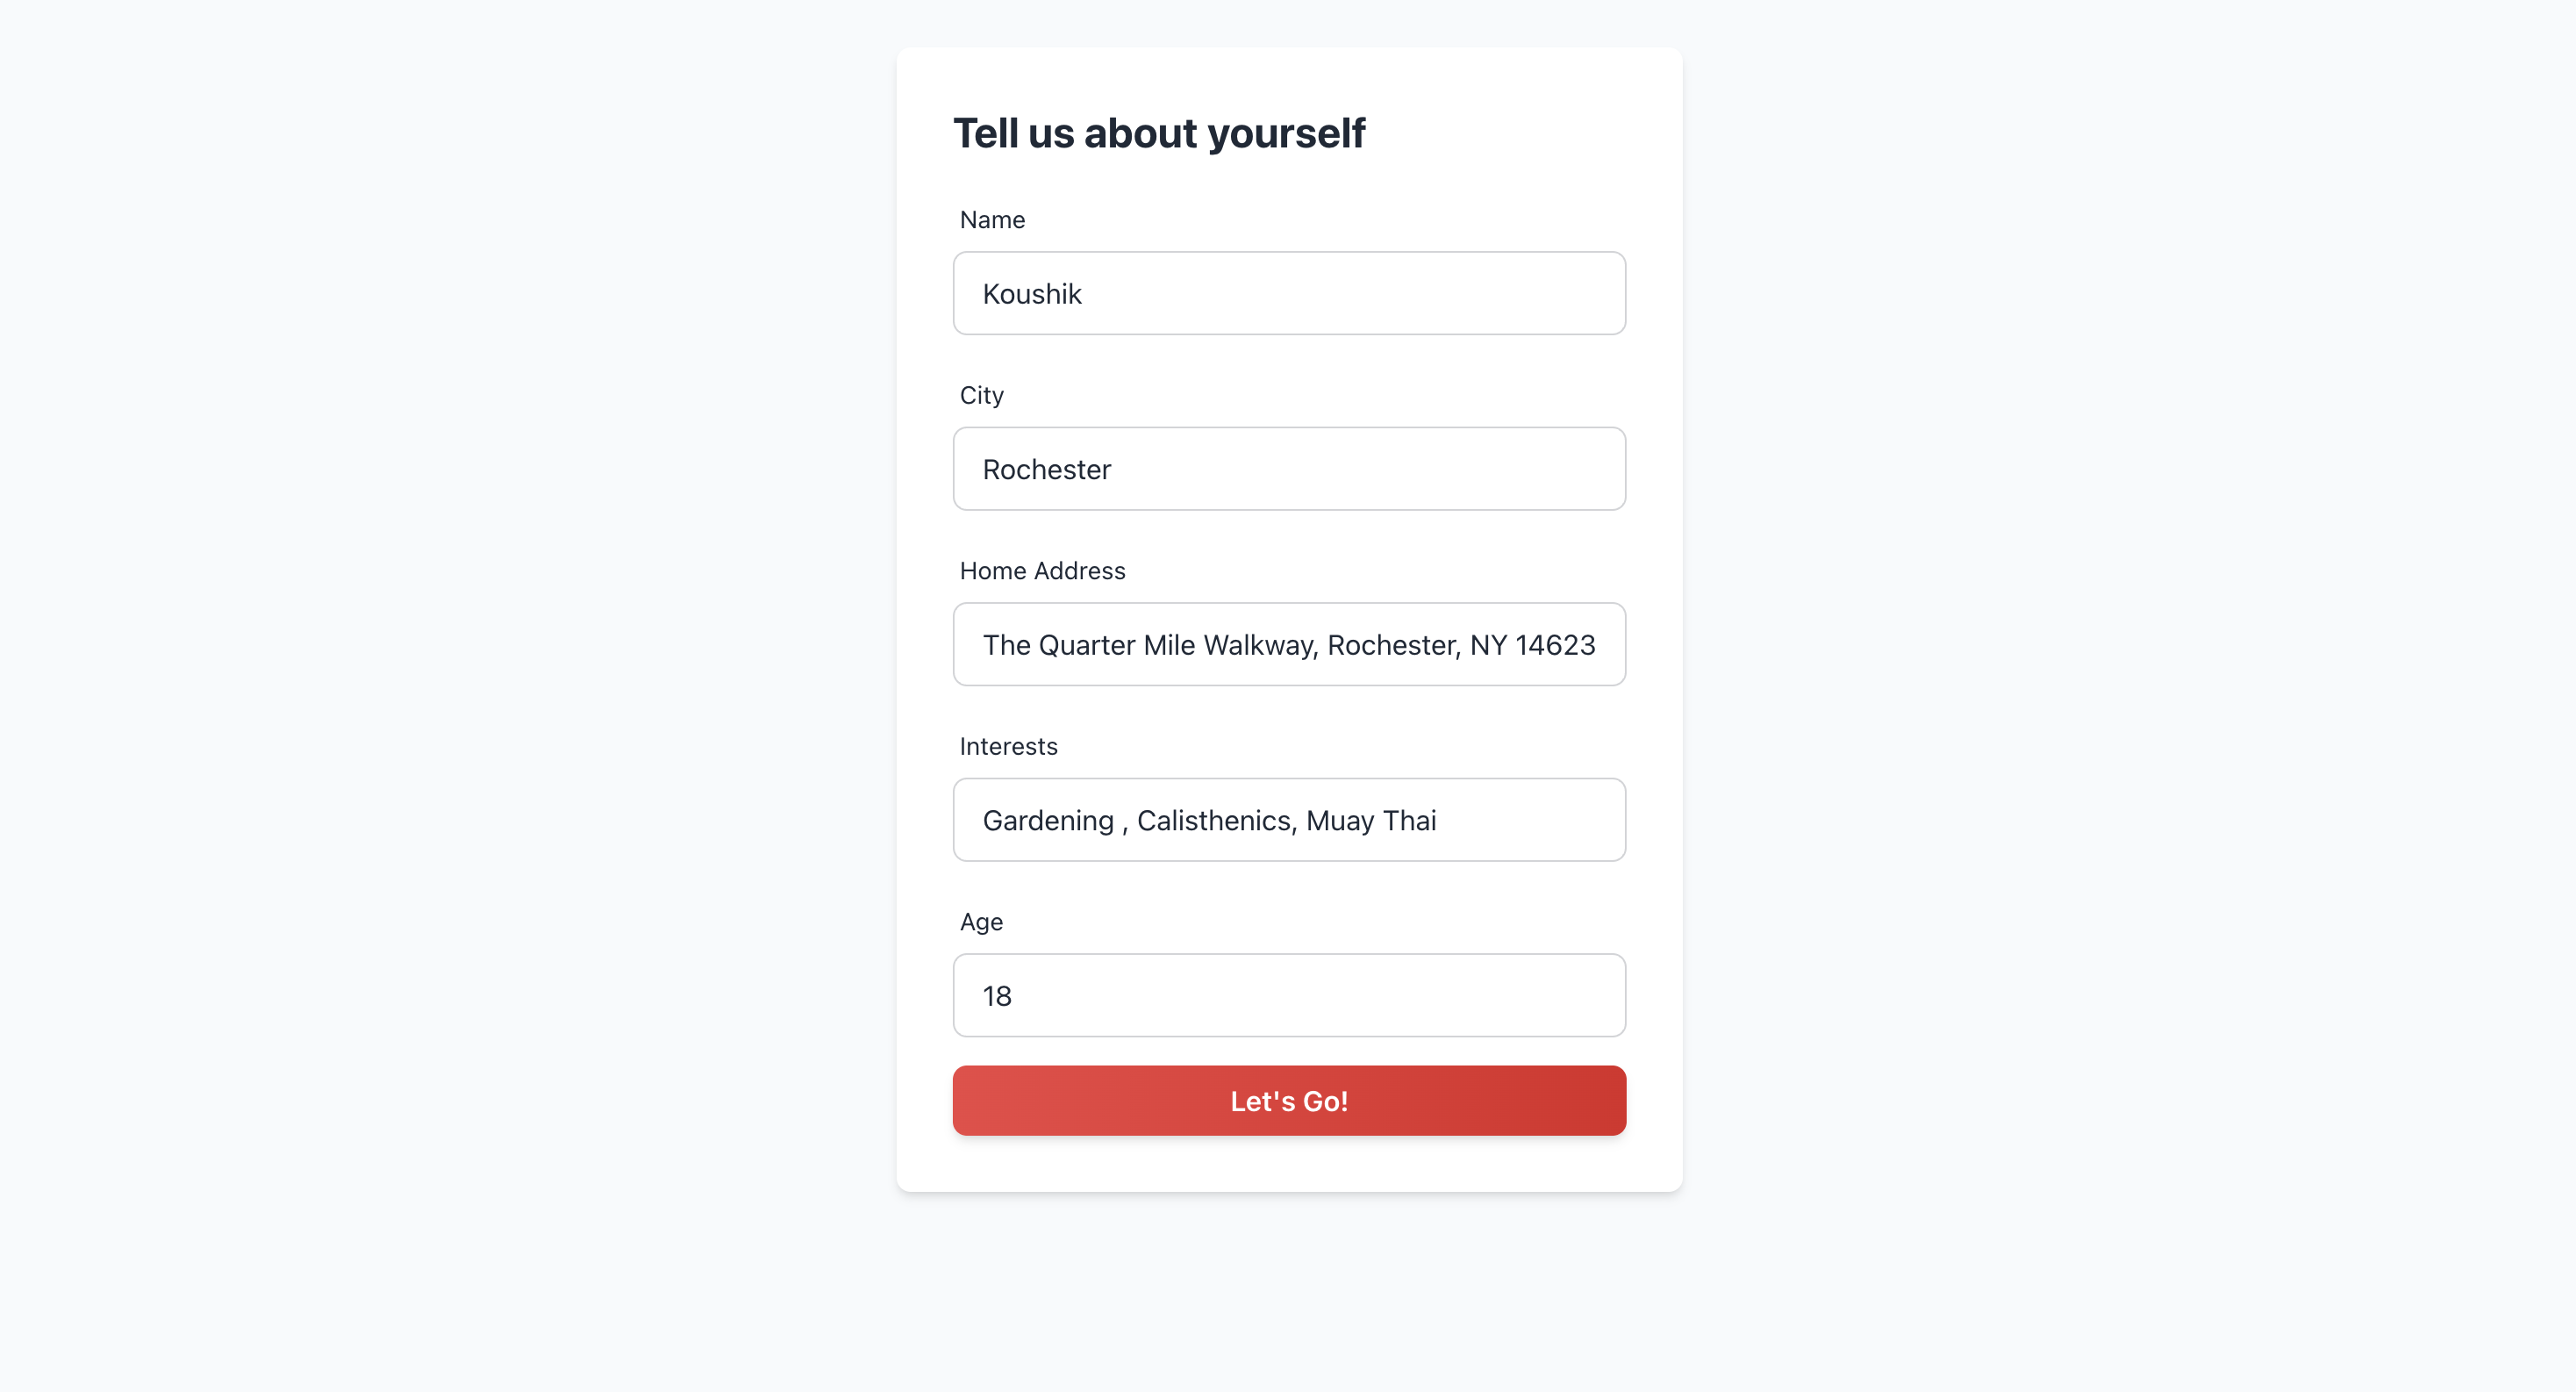 Tell us about yourself
Name
Koushik
City
Rochester
Home Address
The Quarter Mile Walkway, Rochester, NY 14623
Interests
Gardening , Calisthenics, Muay Thai
Age
18
Let's Go!